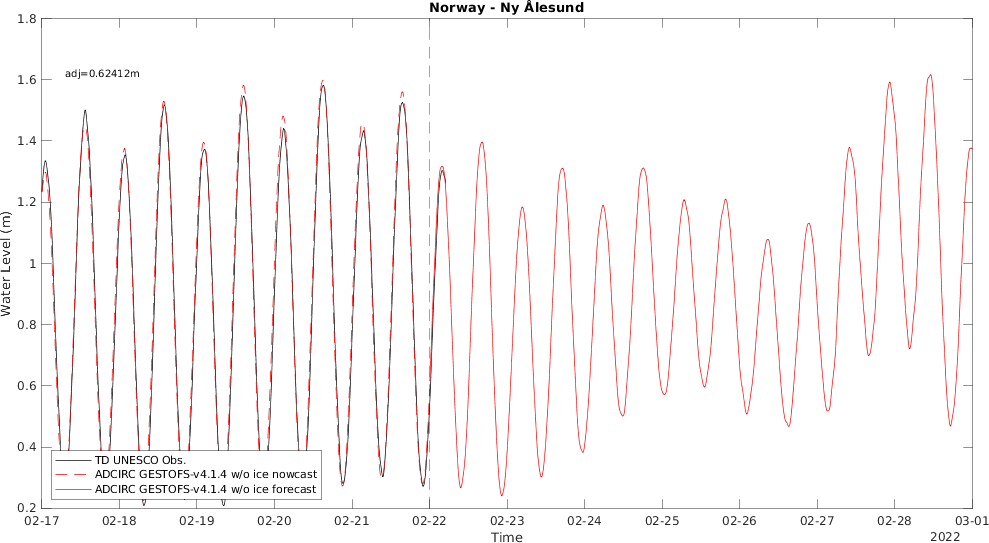 Norway - Ny Ålesund
1.8
1.6
1.4
1.2
1
0.8
0.6
0.4
0.2
Water Level (m)
adj=0.62412m
TD UNESCO Obs.
ADCIRC GESTOFS-v4.1.4 w/o ice nowcast
ADCIRC GESTOFS-v4.1.4 w/o ice forecast
02-17 02-18 02-19 02-20 02-21 02-22 02-23 02-24 02-25 02-26 02-27 02-28 03-01
Time
2022